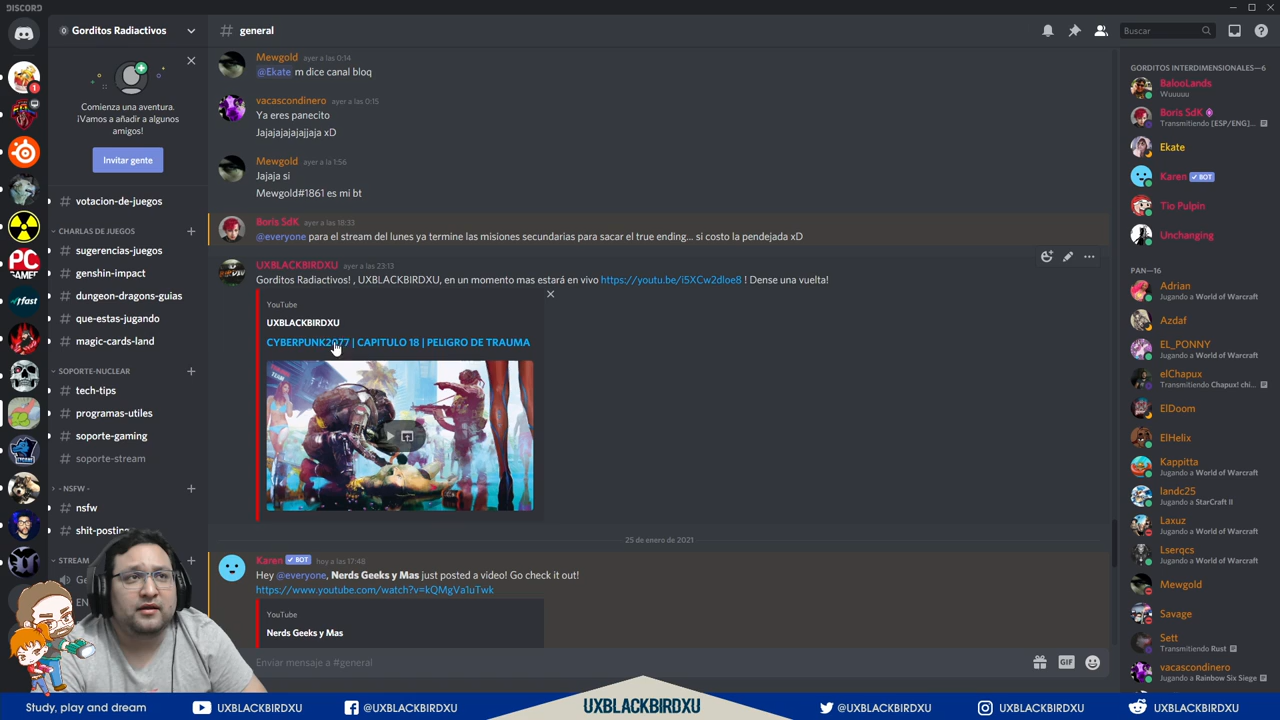 DISCORD
Gorditos Radiactivos
general
Buscar
1
Comienza una aventura.
¡Vamos a añadir a algunos
amigos!
Invitar gente
votacion-de-juegos
CHARLAS DE JUEGOS
sugerencias-juegos
genshin-impact
dungeon-dragons-guias
que-estas-jugando
magic-cards-land
SOPORTE-NUCLEAR
tech-tips
programas-utiles
soporte-gaming
soporte-stream
- NSFW -
nsfw
shit-postin
STREAM
Ge
EN
Mewgold ayer a las 0:14
@Ekate m dice canal bloq
vacascondinero ayer a las 0:15
Ya eres panecito
Jajajajajajjaja xD
Mewgold ayer a la 1:56
Jajaja si
Mewgold#1861 es mi bt
Boris SdK ayer a las 18:33
@everyone para el stream del lunes ya termine las misiones secundarias para sacar el true ending... si costo la pendejada xD
UXBLACKBIRDXU ayer a las 23:13
Gorditos Radiactivos! , UXBLACKBIRDXU, en un momento mas estará en vivo https://youtu.be/i5XCw2dloe8 ! Dense una vuelta!
YouTube
UXBLACKBIRDXU
CYBERPUNK2077 | CAPITULO 18 | PELIGRO DE TRAUMA
TEAM
25 de enero de 2021
Karen BOT hoy a las 17:48
Hey @everyone, Nerds Geeks y Mas just posted a video! Go check it out!
https://www.youtube.com/watch?v=kQMgVa1uTwk
YouTube
Nerds Geeks y Mas
Enviar mensaje a #general
GIF
GORDITOS INTERDIMENSIONALES—6
BalooLands
Wuuuuu
Boris SdK
Transmitiendo [ESP/ENG]...
Ekate
Karen BOT
Tio Pulpin
Unchanging
PAN—16
Adrian
Jugando a World of Warcraft
Azdaf
EL_PONNY
Jugando a World of Warcraft
elChapux
Transmitiendo Chapux! chi...
ElDoom
ElHelix
Kappitta
Jugando a World of Warcraft
landc25
Jugando a StarCraft II
Laxuz
Jugando a World of Warcraft
Lserqcs
Jugando a World of Warcraft
Mewgold
Savage
Sett
Transmitiendo Rust
vacascondinero
Jugando a Rainbow Six Siege
Study, play and dream
UXBLACKBIRDXU
@UXBLACKBIRDXU
UXBLACKBIRDXU
@UXBLACKBIRDXU
UXBLACKBIRDXU
UXBLACKBIRDXU